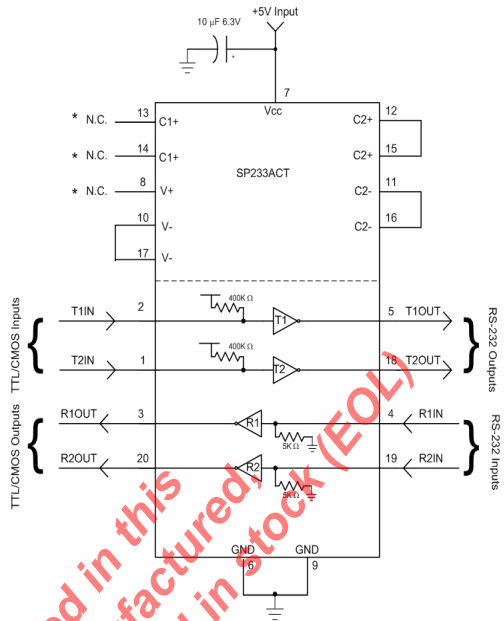 +5V Input
10 µF 6.3V
+
7
Vcc
* N.C. 13 C1+
12 C2+
* N.C. 14 C1+
15 C2+
SP233ACT
* N.C. 8 V+
11 C2-
10 V-
16 C2-
17 V-
TTL/CMOS Inputs
T1IN 2 400K Ω T1 5 T1OUT
T2IN 1 400K Ω T2 18 T2OUT
RS-232 Outputs
TTL/CMOS Outputs
R1OUT 3 R1 5K Ω 4 R1IN
R2OUT 20 R2 5K Ω 19 R2IN
RS-232 Inputs
GND GND
6 9
in this
in stock (EOL)